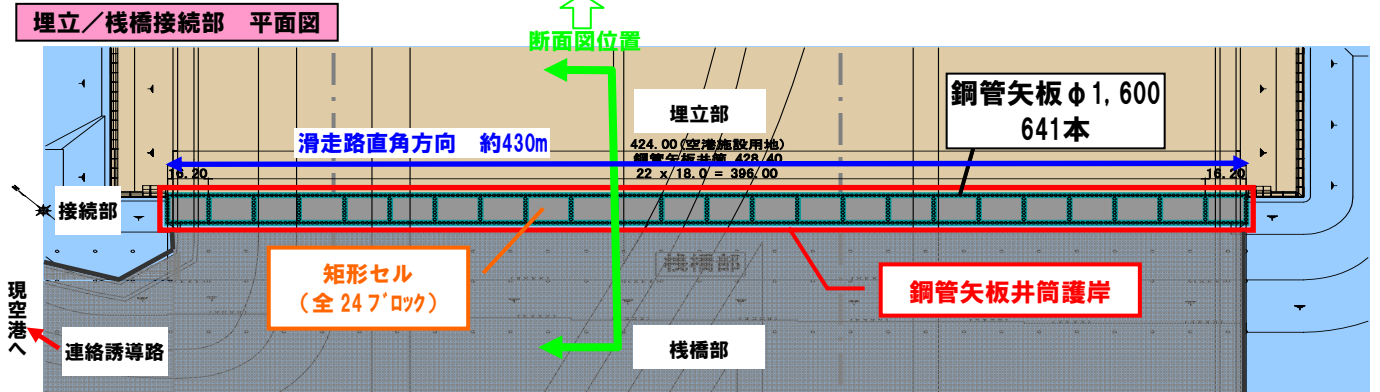 埋立／桟橋接続部　平面図
断面図位置
埋立部
鋼管矢板φ1,600
641本
滑走路直角方向　約430m
424.00(空港施設用地)
鋼管矢板井筒 428.40
16.20
22 x 18.0 = 396.00
16.20
接続部
桟橋部
矩形セル
（全24ブロック）
鋼管矢板井筒護岸
現空港へ
連絡誘導路
桟橋部